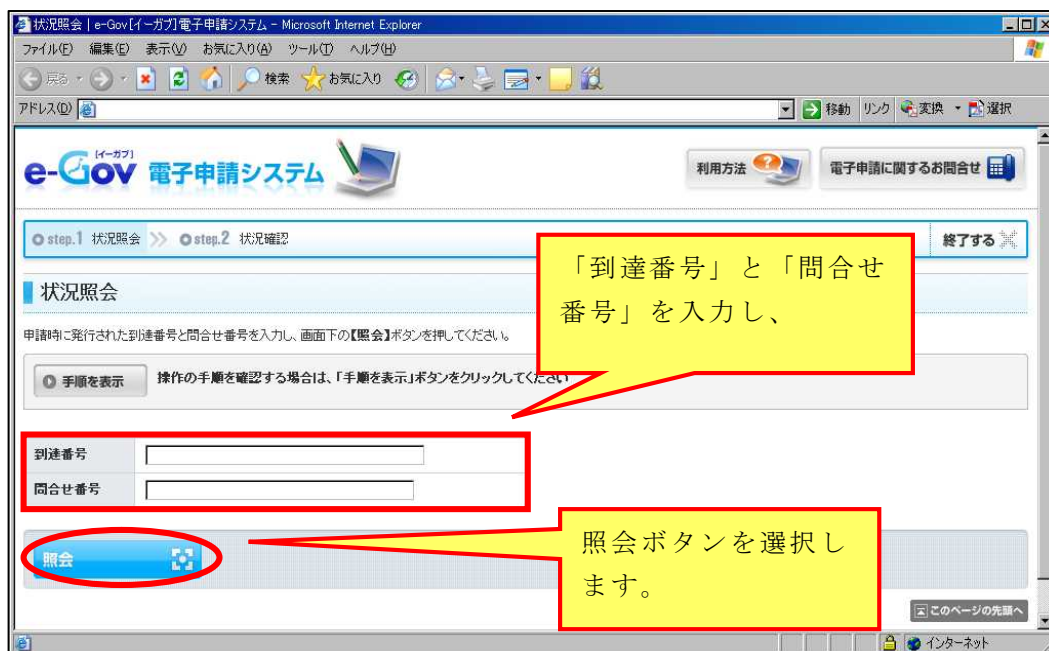 状況照会 | e-Gov[イーガブ]電子申請システム - Microsoft Internet Explorer
ファイル(F) 編集(E) 表示(V) お気に入り(A) ツール(T) ヘルプ(H)
戻る 検索 お気に入り
アドレス(D) 移動 リンク 変換 選択
[イーガブ]
e-Gov 電子申請システム 利用方法 電子申請に関するお問合せ
step.1 状況照会 step.2 状況確認 終了する
「到達番号」と「問合せ
番号」を入力し、
状況照会
申請時に発行された到達番号と問合せ番号を入力し、画面下の【照会】ボタンを押してください。
手順を表示 操作の手順を確認する場合は、「手順を表示」ボタンをクリックしてください
到達番号
問合せ番号
照会ボタンを選択し
ます。
照会
このページの先頭へ
インターネット